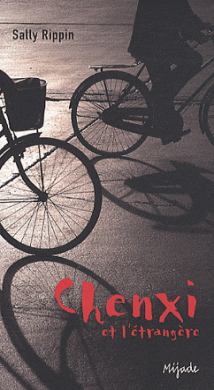 Sally Rippin
Chenxi
et l'étrangère
Mijade